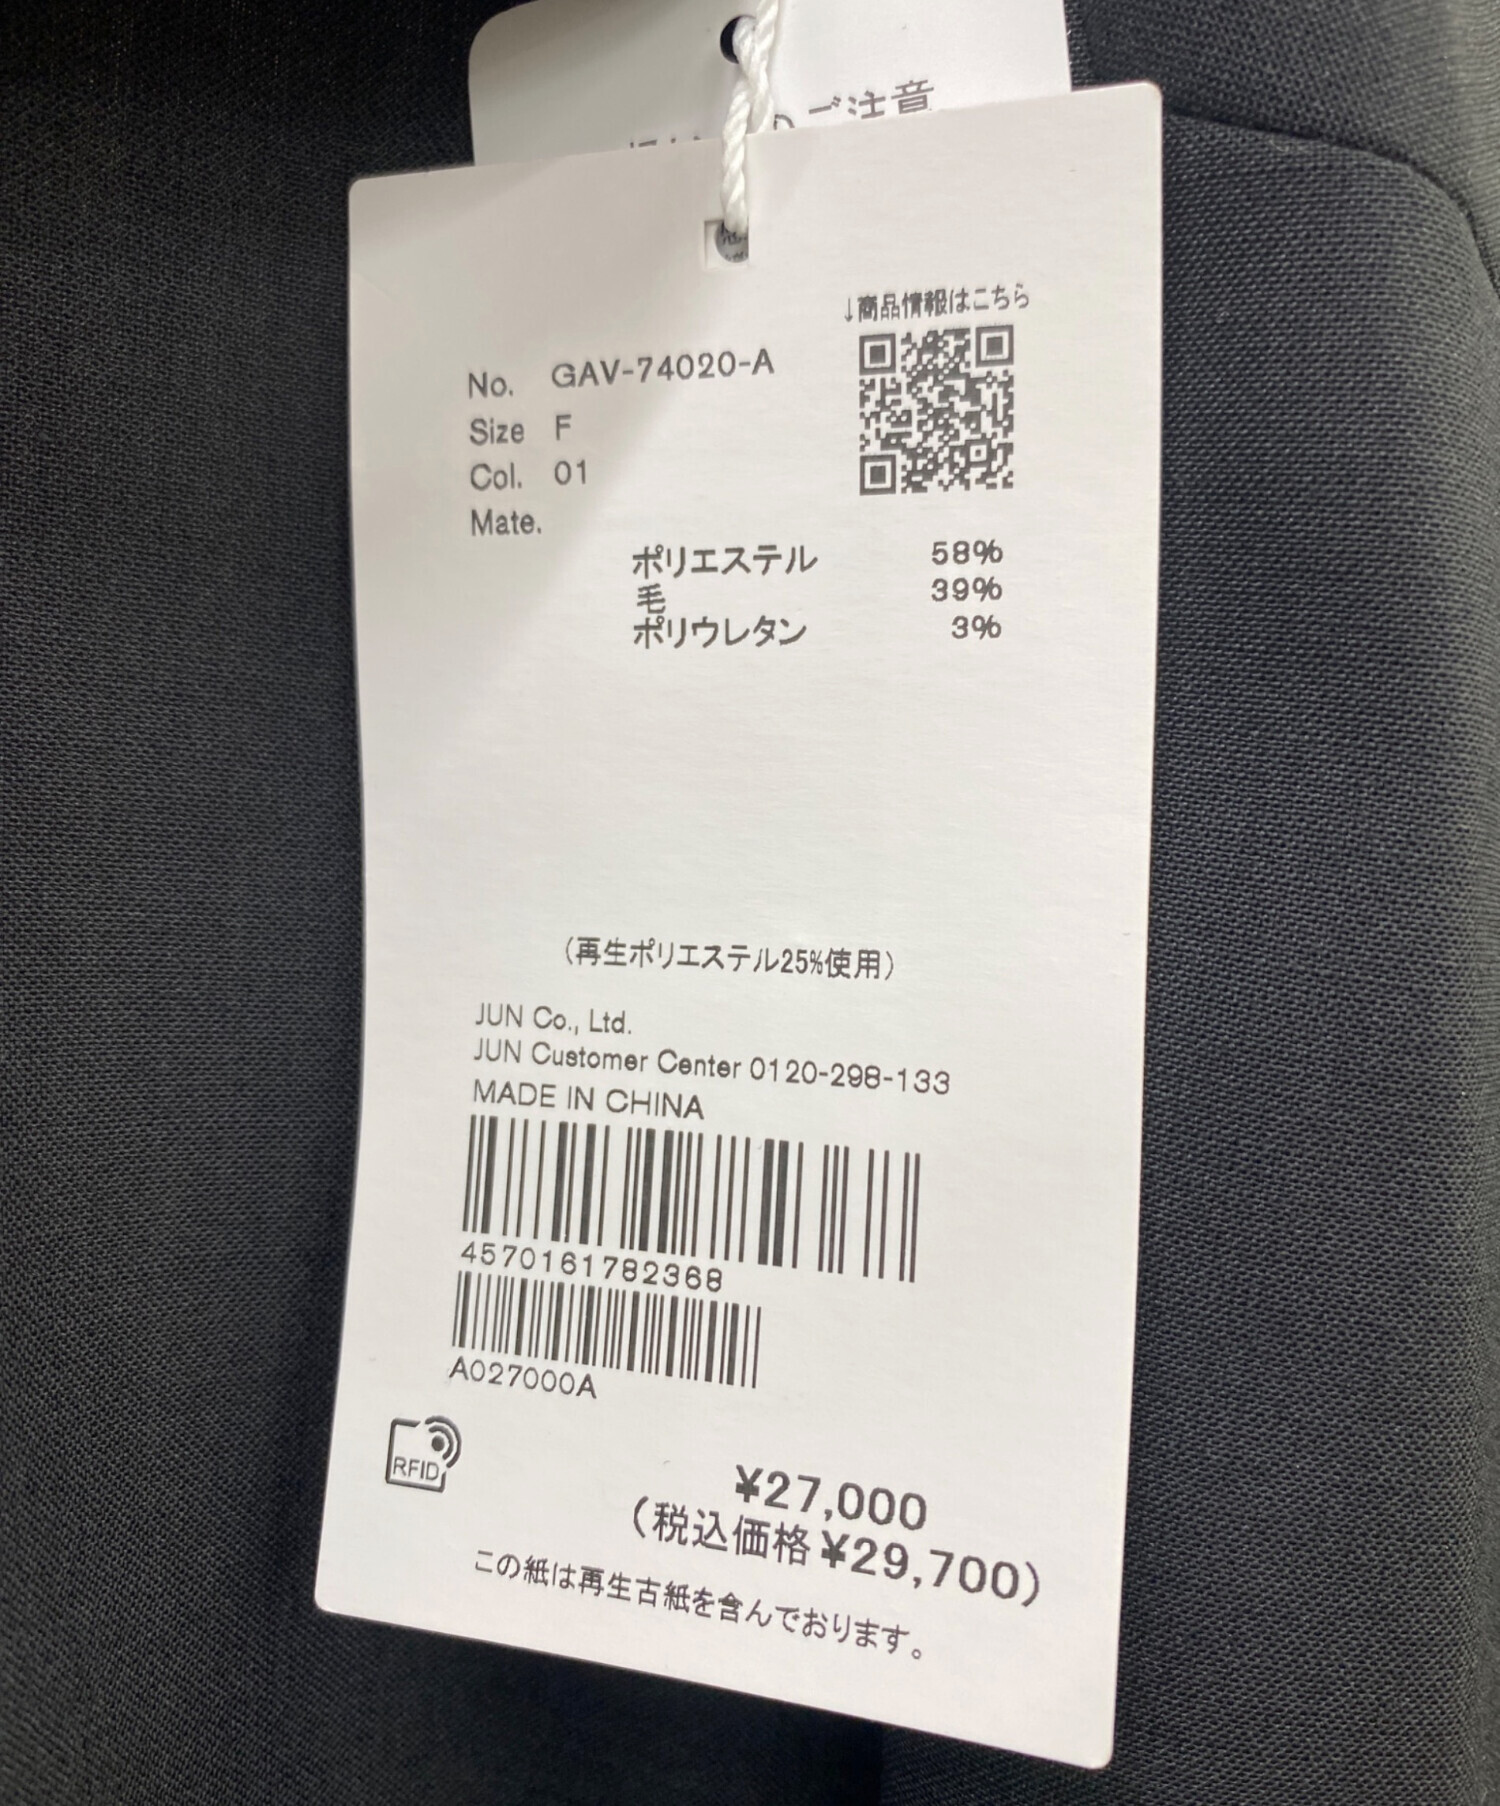 ご注意
↓商品情報はこちら
No. GAV-74020-A
Size F
Col. 01
Mate.
ポリエステル 58%
毛 39%
ポリウレタン 3%
(再生ポリエステル25%使用)
JUN Co., Ltd.
JUN Customer Center 0120-298-133
MADE IN CHINA
4570161782368
A027000A
RFID
¥27,000
(税込価格¥29,700)
この紙は再生古紙を含んでおります。